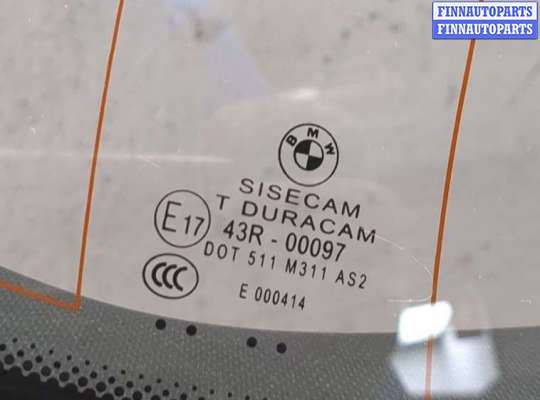 FINNAUTOPARTS
FINNAUTOPARTS
BMW
SISECAM
T DURACAM
E17 43R - 00097
DOT 511 M311 AS2
CCC
E 000414